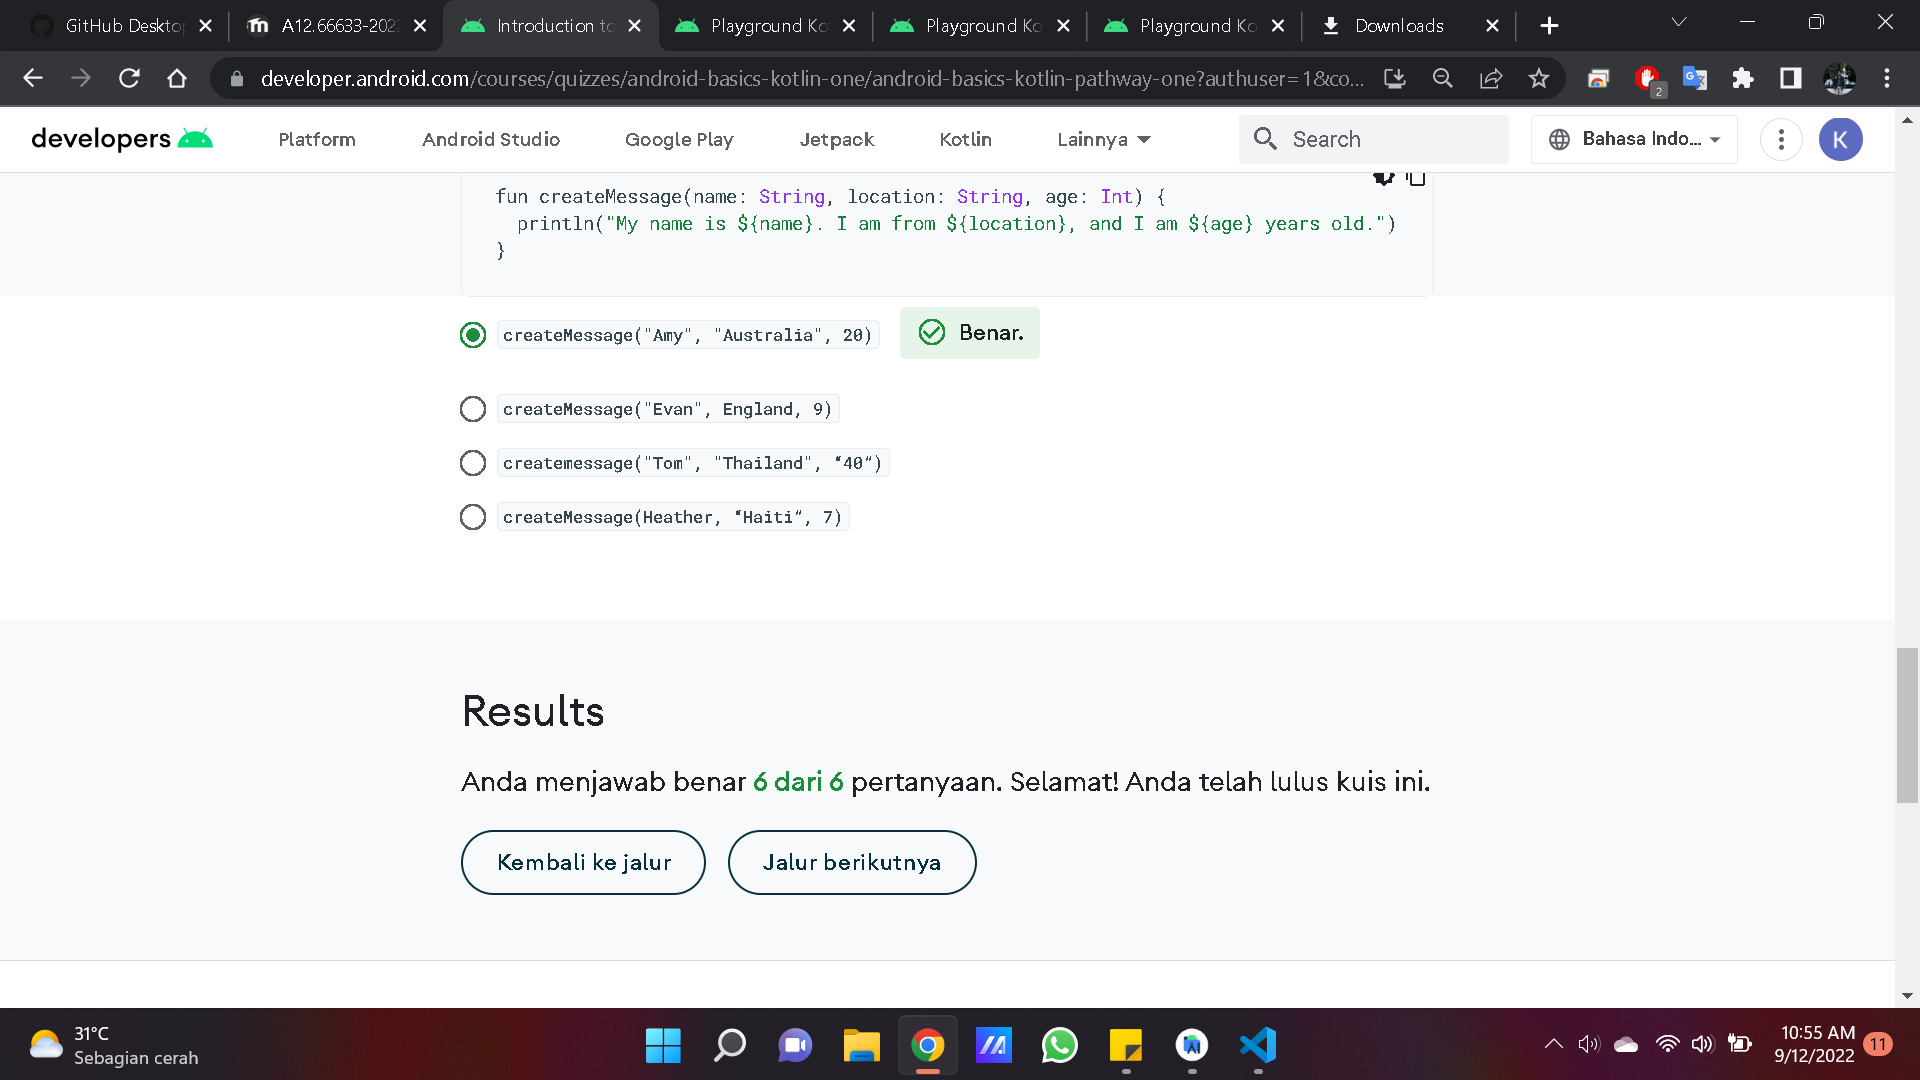 GitHub Deskto
A12.66633-202
Introduction to
Playground Ko
Playground Ko
Playground Ko
Downloads
developer.android.com/courses/quizzes/android-basics-kotlin-one/android-basics-kotlin-pathway-one?authuser=1&co...
2
developers
Platform
Android Studio
Google Play
Jetpack
Kotlin
Lainnya
Search
Bahasa Indo...
K
fun createMessage(name: String, location: String, age: Int) {
println("My name is ${name}. I am from ${location}, and I am ${age} years old.")
}
createMessage("Amy", "Australia", 20)
Benar.
createMessage("Evan", England, 9)
createmessage("Tom", "Thailand", “40”)
createMessage(Heather, “Haiti”, 7)
Results
Anda menjawab benar 6 dari 6 pertanyaan. Selamat! Anda telah lulus kuis ini.
Kembali ke jalur
Jalur berikutnya
31°C
Sebagian cerah
10:55 AM
9/12/2022
11